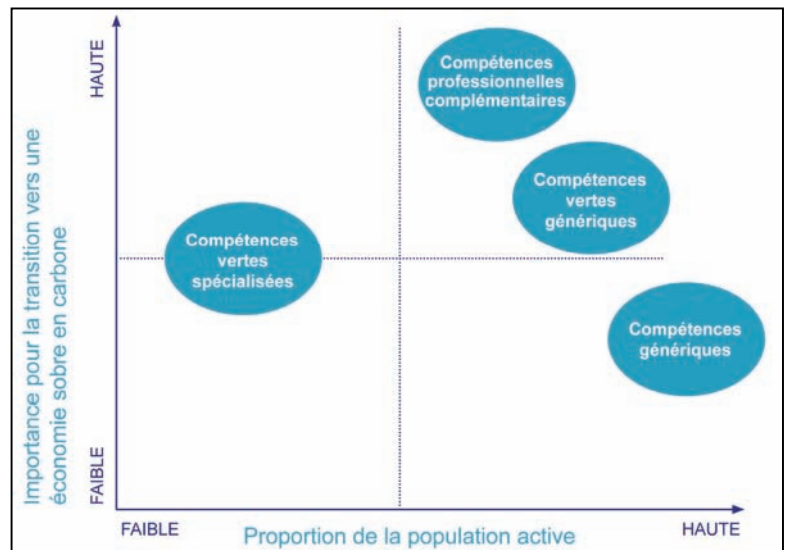 HAUTE
Importance pour la transition vers une
économie sobre en carbone
FAIBLE
Compétences
professionnelles
complémentaires
Compétences
vertes
génériques
Compétences
vertes
spécialisées
Compétences
génériques
FAIBLE
Proportion de la population active
HAUTE